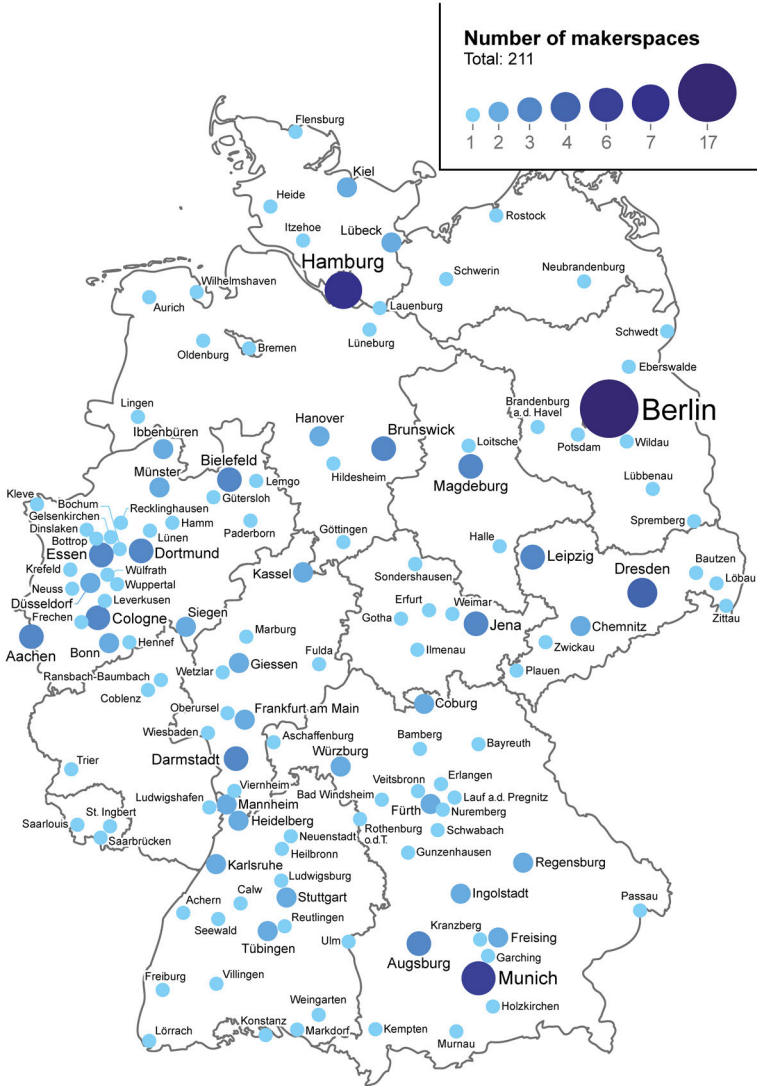 Number of makerspaces
Total: 211
1 2 3 4 6 7 17
Flensburg
Kiel
Heide
Rostock
Itzehoe
Lübeck
Hamburg
Schwerin
Neubrandenburg
Wilhelmshaven
Aurich
Lauenburg
Lüneburg
Schwedt
Oldenburg
Bremen
Eberswalde
Lingen
Brandenburg
a.d. Havel
Berlin
Ibbenbüren
Hanover
Brunswick
Loitsche
Potsdam
Wildau
Bielefeld
Münster
Lemgo
Hildesheim
Magdeburg
Lübbenau
Kleve
Bochum
Gütersloh
Recklinghausen
Gelsenkirchen
Hamm
Paderborn
Spremberg
Dinslaken
Lünen
Göttingen
Halle
Bottrop
Essen
Dortmund
Leipzig
Bautzen
Krefeld
Wülfrath
Kassel
Sondershausen
Dresden
Löbau
Neuss
Wuppertal
Düsseldorf
Leverkusen
Erfurt
Weimar
Zittau
Frechen
Cologne
Siegen
Gotha
Jena
Chemnitz
Aachen
Bonn
Hennef
Marburg
Zwickau
Ilmenau
Fulda
Giessen
Ransbach-Baumbach
Wetzlar
Plauen
Coblenz
Oberursel
Frankfurt am Main
Coburg
Wiesbaden
Aschaffenburg
Bamberg
Bayreuth
Darmstadt
Würzburg
Trier
Viernheim
Veitsbronn
Erlangen
Ludwigshafen
Mannheim
Bad Windsheim
Lauf a.d. Pregnitz
Fürth
Nuremberg
St. Ingbert
Saarlouis
Heidelberg
Rothenburg
o.d.T.
Schwabach
Saarbrücken
Neuenstadt
Heilbronn
Gunzenhausen
Karlsruhe
Regensburg
Ludwigsburg
Calw
Stuttgart
Ingolstadt
Achern
Passau
Seewald
Reutlingen
Kranzberg
Freising
Tübingen
Ulm
Augsburg
Garching
Munich
Freiburg
Villingen
Holzkirchen
Weingarten
Konstanz
Lörrach
Markdorf
Kempten
Murnau